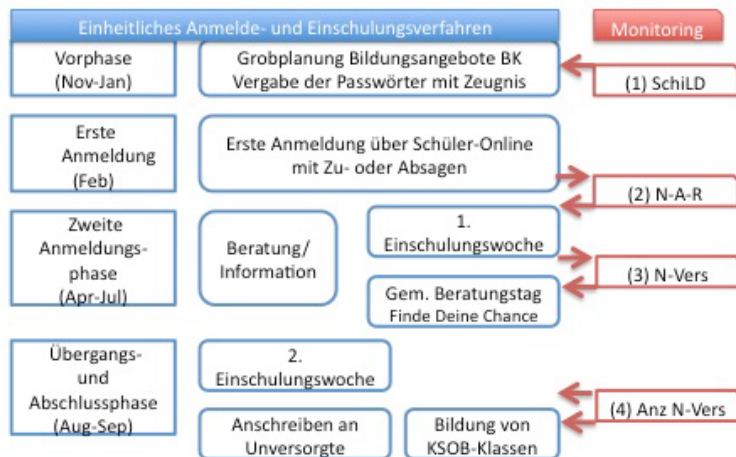 Einheitliches Anmelde- und Einschulungsverfahren
Monitoring
Vorphase
(Nov-Jan)
Grobplanung Bildungsangebote BK
Vergabe der Passwörter mit Zeugnis
(1) SchiLD
Erste
Anmeldung
(Feb)
Erste Anmeldung über Schüler-Online
mit Zu- oder Absagen
(2) N-A-R
Zweite
Anmeldungs-
phase
(Apr-Jul)
Beratung/
Information
1.
Einschulungswoche
(3) N-Vers
Gem. Beratungstag
Finde Deine Chance
Übergangs-
und
Abschlussphase
(Aug-Sep)
2.
Einschulungswoche
(4) Anz N-Vers
Anschreiben an
Unversorgte
Bildung von
KSOB-Klassen